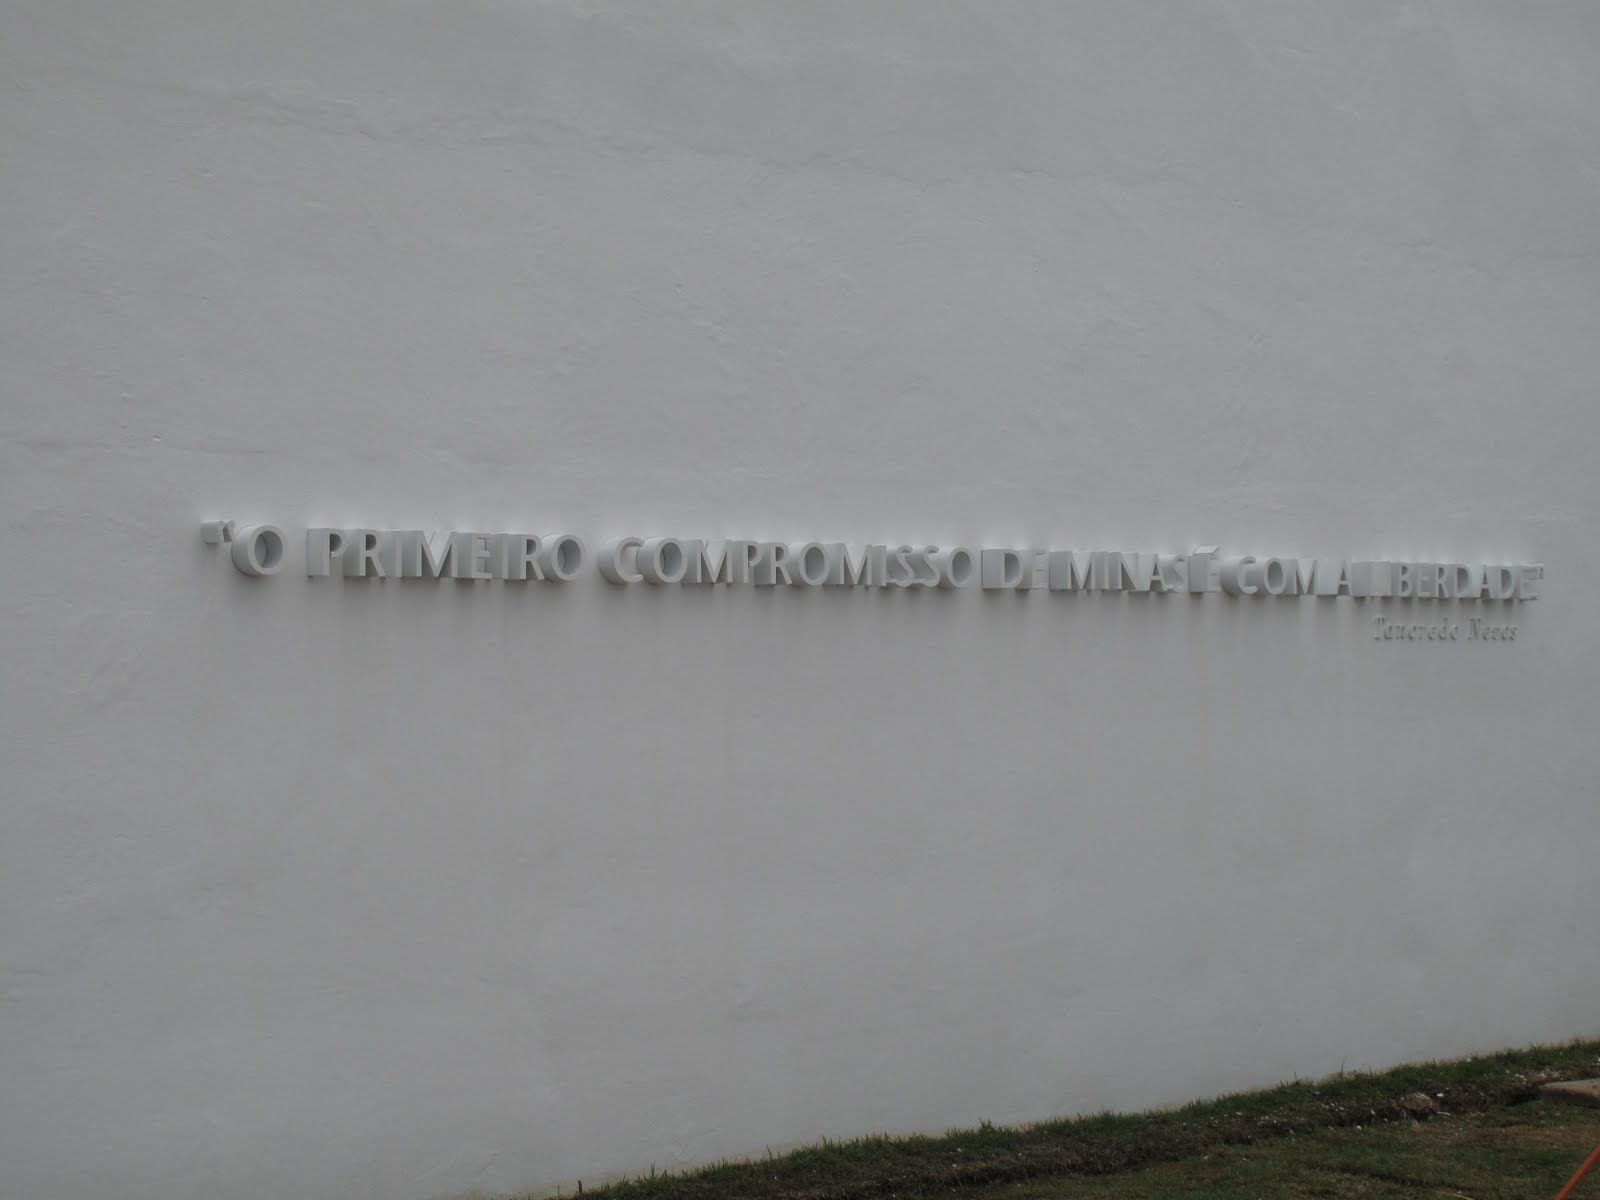 "O PRIMEIRO COMPROMISSO DE MINAS É COM A LIBERDADE"
Tancredo Neves